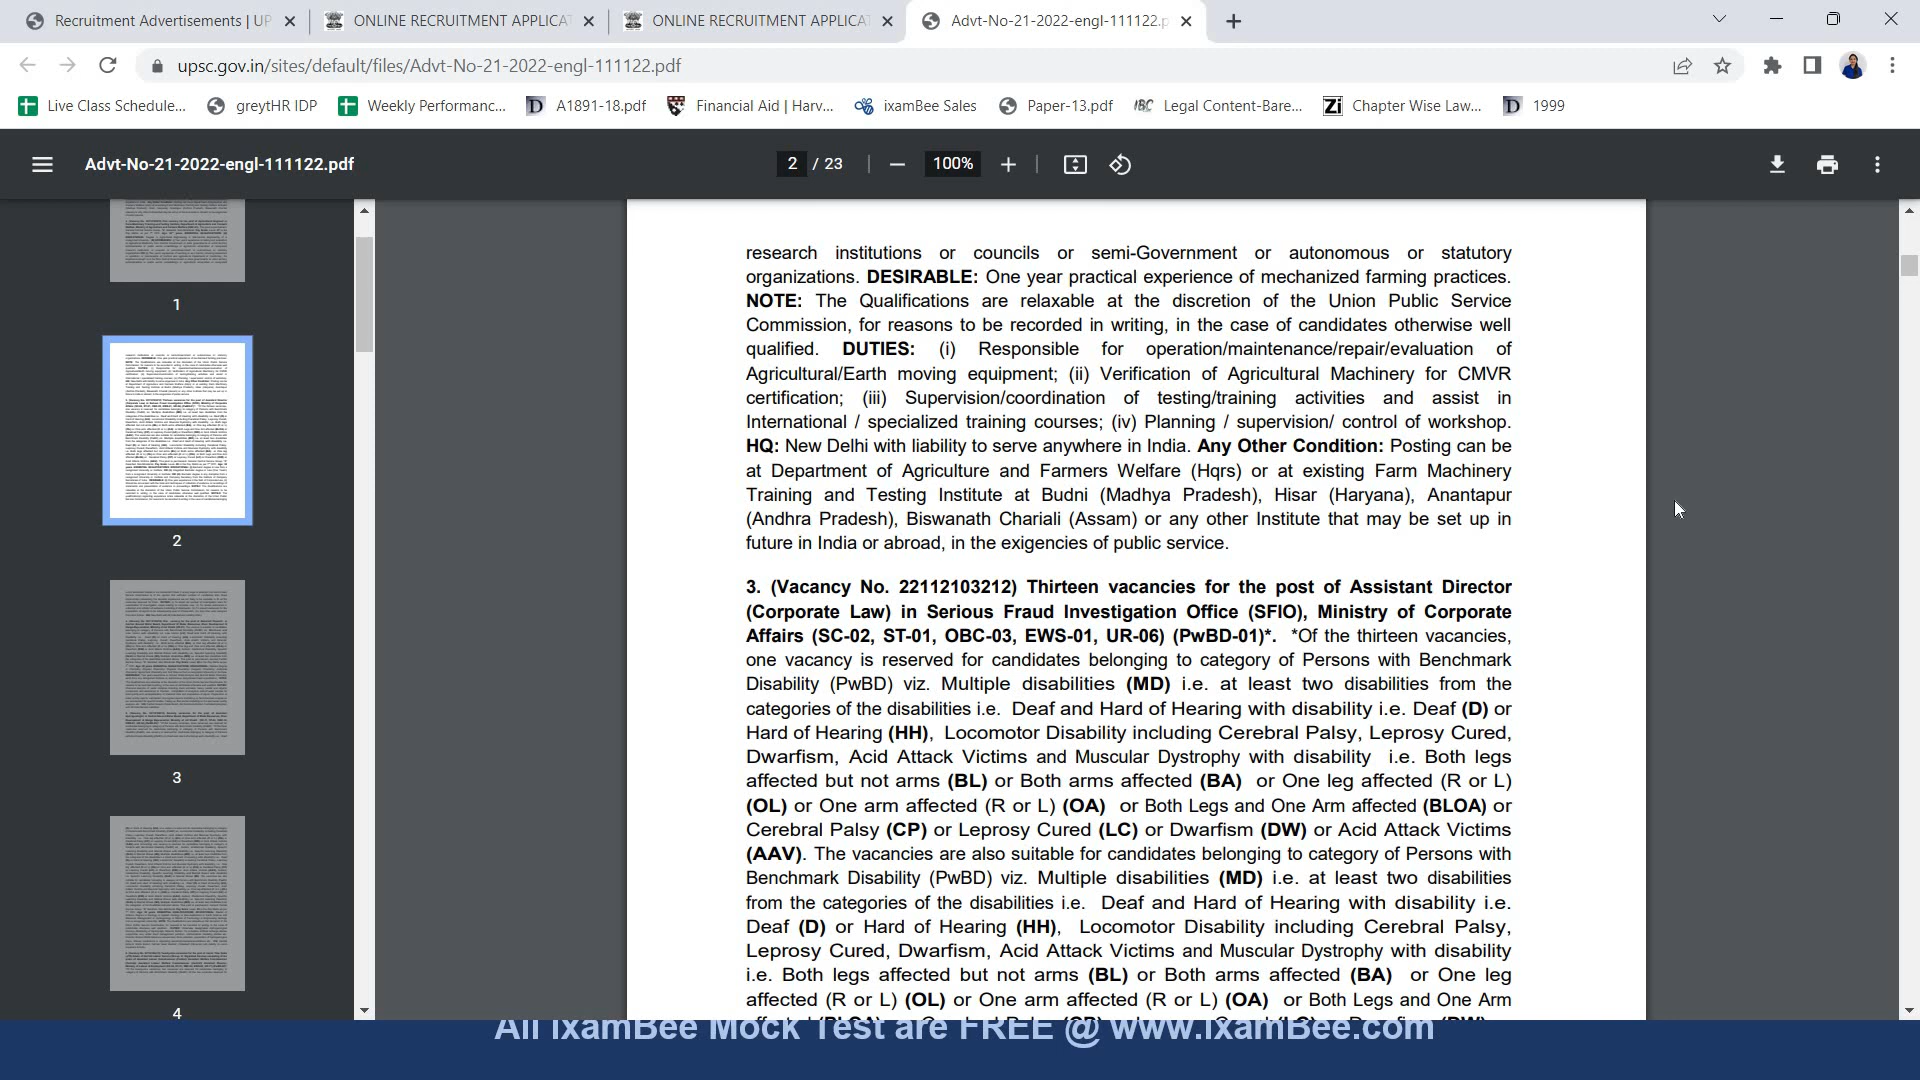 Recruitment Advertisements | UP
ONLINE RECRUITMENT APPLICAT
ONLINE RECRUITMENT APPLICA
Advt-No-21-2022-engl-111122.p
upsc.gov.in/sites/default/files/Advt-No-21-2022-engl-111122.pdf
Live Class Schedule...
greytHR IDP
Weekly Performanc...
A1891-18.pdf
Financial Aid | Harv...
ixamBee Sales
Paper-13.pdf
Legal Content-Bare...
Chapter Wise Law...
1999
Advt-No-21-2022-engl-111122.pdf
2 / 23
100%
1
2
3
4
research institutions or councils or semi-Government or autonomous or statutory
organizations. DESIRABLE: One year practical experience of mechanized farming practices.
NOTE: The Qualifications are relaxable at the discretion of the Union Public Service
Commission, for reasons to be recorded in writing, in the case of candidates otherwise well
qualified. DUTIES: (i) Responsible for operation/maintenance/repair/evaluation of
Agricultural/Earth moving equipment; (ii) Verification of Agricultural Machinery for CMVR
certification; (iii) Supervision/coordination of testing/training activities and assist in
International / specialized training courses; (iv) Planning / supervision/ control of workshop.
HQ: New Delhi with liability to serve anywhere in India. Any Other Condition: Posting can be
at Department of Agriculture and Farmers Welfare (Hqrs) or at existing Farm Machinery
Training and Testing Institute at Budni (Madhya Pradesh), Hisar (Haryana), Anantapur
(Andhra Pradesh), Biswanath Chariali (Assam) or any other Institute that may be set up in
future in India or abroad, in the exigencies of public service.
3. (Vacancy No. 22112103212) Thirteen vacancies for the post of Assistant Director
(Corporate Law) in Serious Fraud Investigation Office (SFIO), Ministry of Corporate
Affairs (SC-02, ST-01, OBC-03, EWS-01, UR-06) (PwBD-01)*. *Of the thirteen vacancies,
one vacancy is reserved for candidates belonging to category of Persons with Benchmark
Disability (PwBD) viz. Multiple disabilities (MD) i.e. at least two disabilities from the
categories of the disabilities i.e. Deaf and Hard of Hearing with disability i.e. Deaf (D) or
Hard of Hearing (HH), Locomotor Disability including Cerebral Palsy, Leprosy Cured,
Dwarfism, Acid Attack Victims and Muscular Dystrophy with disability i.e. Both legs
affected but not arms (BL) or Both arms affected (BA) or One leg affected (R or L)
(OL) or One arm affected (R or L) (OA) or Both Legs and One Arm affected (BLOA) or
Cerebral Palsy (CP) or Leprosy Cured (LC) or Dwarfism (DW) or Acid Attack Victims
(AAV). The vacancies are also suitable for candidates belonging to category of Persons with
Benchmark Disability (PwBD) viz. Multiple disabilities (MD) i.e. at least two disabilities
from the categories of the disabilities i.e. Deaf and Hard of Hearing with disability i.e.
Deaf (D) or Hard of Hearing (HH), Locomotor Disability including Cerebral Palsy,
Leprosy Cured, Dwarfism, Acid Attack Victims and Muscular Dystrophy with disability
i.e. Both legs affected but not arms (BL) or Both arms affected (BA) or One leg
affected (R or L) (OL) or One arm affected (R or L) (OA) or Both Legs and One Arm
All ixamBee Mock Test are FREE @ www.ixamBee.com